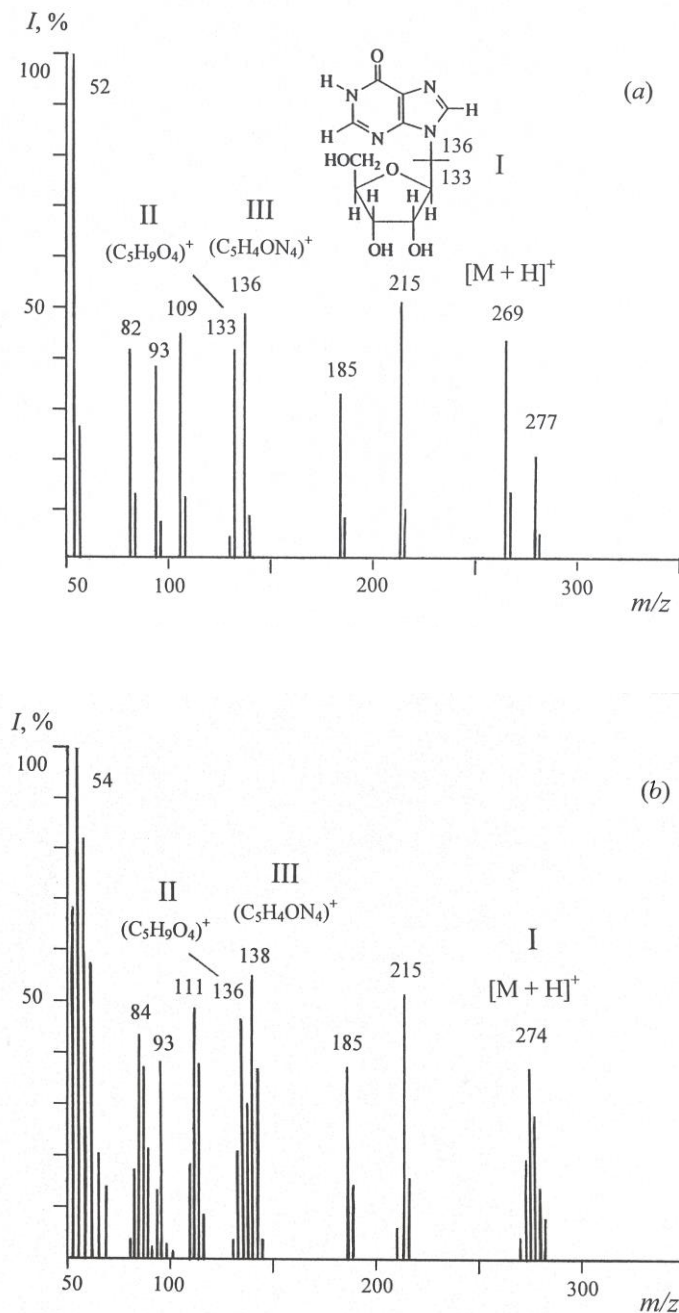 I, %
100
52
(a)
O
H
N
N
H
N
N
H
136
133
I
HOCH₂
O
H
H
H
H
OH
OH
II
(C₅H₉O₄)⁺
III
(C₅H₄ON₄)⁺
[M + H]⁺
50
82
93
109
133
136
185
215
269
277
50
100
200
300
m/z
I, %
100
54
(b)
II
(C₅H₉O₄)⁺
III
(C₅H₄ON₄)⁺
I
[M + H]⁺
50
84
93
111
136
138
185
215
274
50
100
200
300
m/z